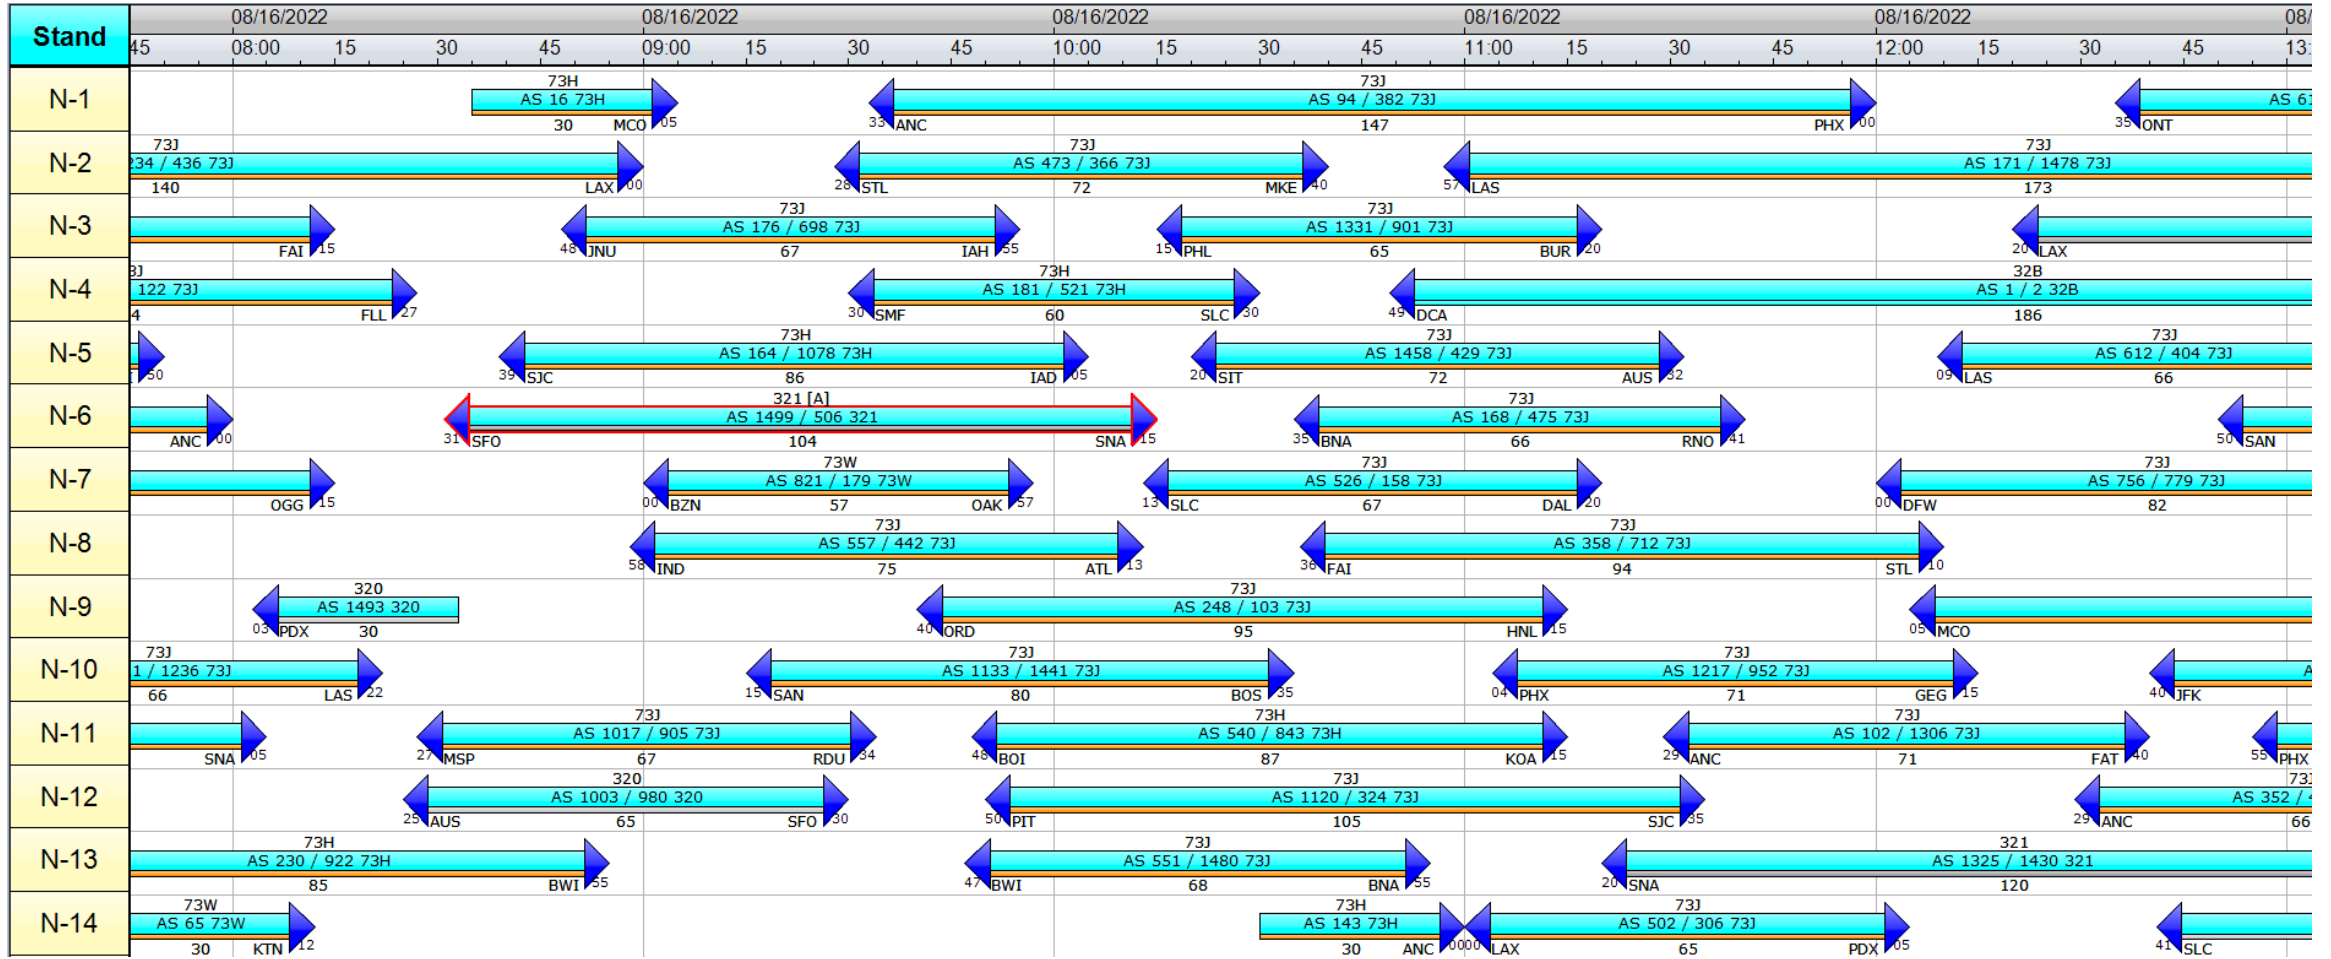 Stand
08/16/2022 08/16/2022 08/16/2022 08/16/2022 08/16/2022 08/
45 08:00 15 30 45 09:00 15 30 45 10:00 15 30 45 11:00 15 30 45 12:00 15 30 45 13:
73H 73J
N-1 AS 16 73H AS 94 / 382 73J AS 61
30 MCO 05 33 ANC 147 PHX 00 35 ONT
73J 73J 73J
N-2 234 / 436 73J AS 473 / 366 73J AS 171 / 1478 73J
140 LAX 00 28 STL 72 MKE 40 57 LAS 173
73J 73J
N-3 AS 176 / 698 73J AS 1331 / 901 73J
FAI 15 48 JNU 67 IAH 55 15 PHL 65 BUR 20 20 LAX
3J 73H 32B
N-4 122 73J AS 181 / 521 73H AS 1 / 2 32B
4 FLL 27 30 SMF 60 SLC 30 49 DCA 186
73H 73J 73J
N-5 AS 164 / 1078 73H AS 1458 / 429 73J AS 612 / 404 73J
50 39 SJC 86 IAD 05 20 SIT 72 AUS 32 09 LAS 66
321 [A] 73J
N-6 AS 1499 / 506 321 AS 168 / 475 73J
ANC 00 31 SFO 104 SNA 15 35 BNA 66 RNO 41 50 SAN
73W 73J 73J
N-7 AS 821 / 179 73W AS 526 / 158 73J AS 756 / 779 73J
OGG 15 00 BZN 57 OAK 57 13 SLC 67 DAL 20 00 DFW 82
73J 73J
N-8 AS 557 / 442 73J AS 358 / 712 73J
58 IND 75 ATL 13 36 FAI 94 STL 10
320 73J
N-9 AS 1493 320 AS 248 / 103 73J
03 PDX 30 40 ORD 95 HNL 15 05 MCO
73J 73J 73J
N-10 1 / 1236 73J AS 1133 / 1441 73J AS 1217 / 952 73J A
66 LAS 22 15 SAN 80 BOS 35 04 PHX 71 GEG 15 40 JFK
73J 73H 73J
N-11 AS 1017 / 905 73J AS 540 / 843 73H AS 102 / 1306 73J
SNA 05 27 MSP 67 RDU 34 48 BOI 87 KOA 15 29 ANC 71 FAT 40 55 PHX
320 73J 73J
N-12 AS 1003 / 980 320 AS 1120 / 324 73J AS 352 / 4
25 AUS 65 SFO 30 50 PIT 105 SJC 35 29 ANC 66
73H 73J 321
N-13 AS 230 / 922 73H AS 551 / 1480 73J AS 1325 / 1430 321
85 BWI 55 47 BWI 68 BNA 55 20 SNA 120
73W 73H 73J
N-14 AS 65 73W AS 143 73H AS 502 / 306 73J
30 KTN 12 30 ANC 00 00 LAX 65 PDX 05 41 SLC